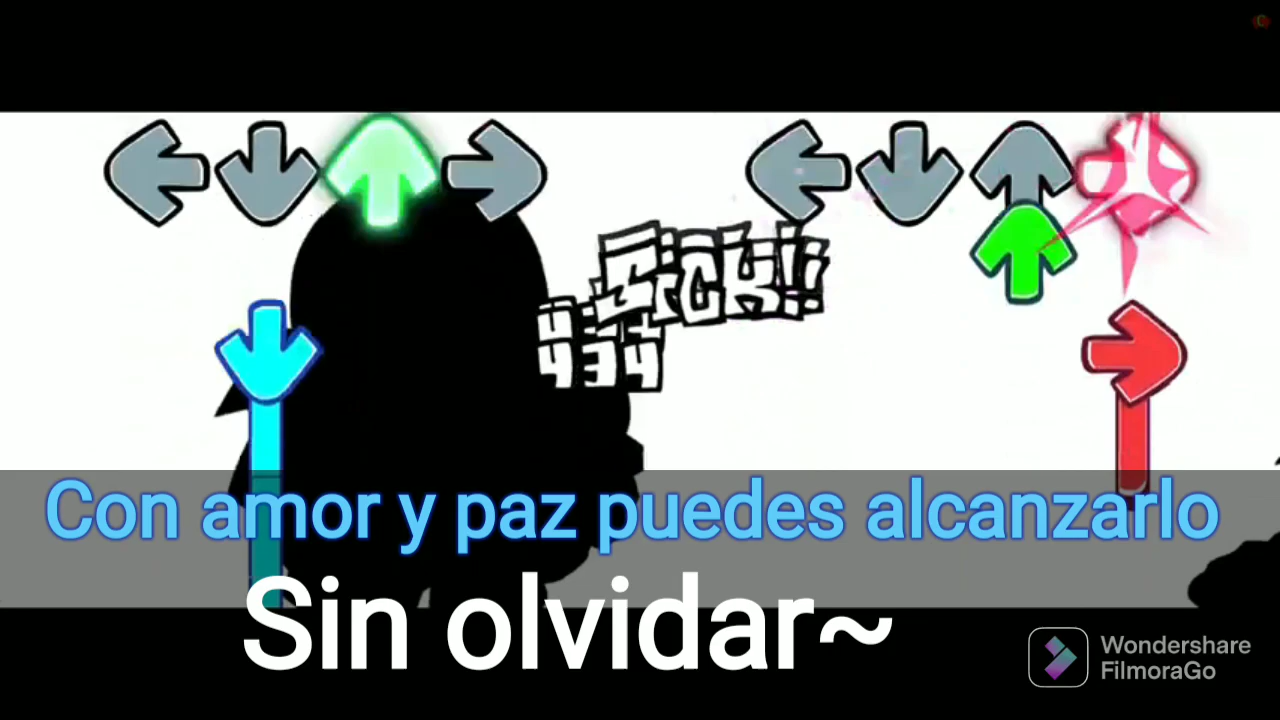 Sick!!
434
Con amor y paz puedes alcanzarlo
Sin olvidar~
Wondershare
FilmoraGo